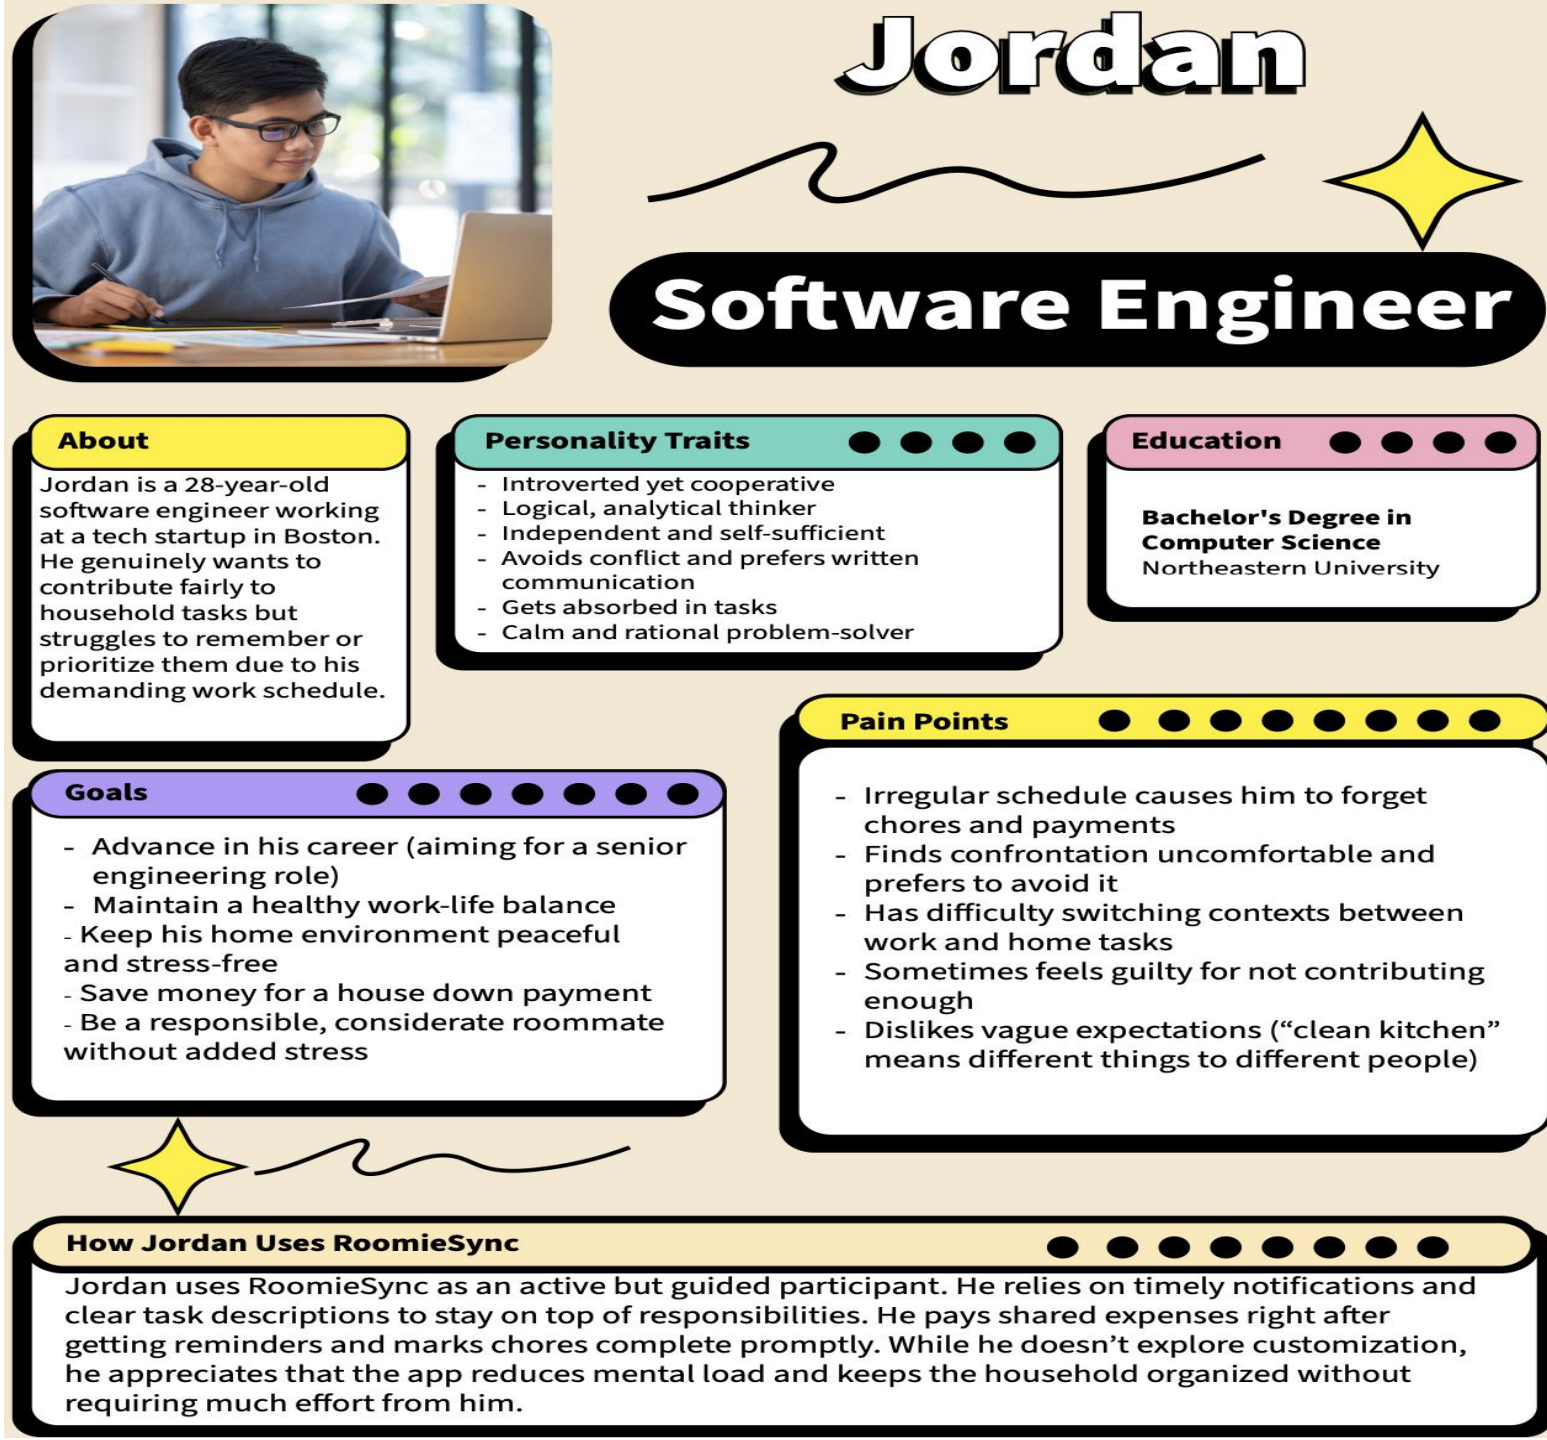 Jordan
Software Engineer
About
Jordan is a 28-year-old
software engineer working
at a tech startup in Boston.
He genuinely wants to
contribute fairly to
household tasks but
struggles to remember or
prioritize them due to his
demanding work schedule.
Personality Traits
- Introverted yet cooperative
- Logical, analytical thinker
- Independent and self-sufficient
- Avoids conflict and prefers written
communication
- Gets absorbed in tasks
- Calm and rational problem-solver
Education
Bachelor's Degree in
Computer Science
Northeastern University
Goals
- Advance in his career (aiming for a senior
engineering role)
- Maintain a healthy work-life balance
- Keep his home environment peaceful
and stress-free
- Save money for a house down payment
- Be a responsible, considerate roommate
without added stress
Pain Points
- Irregular schedule causes him to forget
chores and payments
- Finds confrontation uncomfortable and
prefers to avoid it
- Has difficulty switching contexts between
work and home tasks
- Sometimes feels guilty for not contributing
enough
- Dislikes vague expectations (“clean kitchen”
means different things to different people)
How Jordan Uses RoomieSync
Jordan uses RoomieSync as an active but guided participant. He relies on timely notifications and
clear task descriptions to stay on top of responsibilities. He pays shared expenses right after
getting reminders and marks chores complete promptly. While he doesn’t explore customization,
he appreciates that the app reduces mental load and keeps the household organized without
requiring much effort from him.